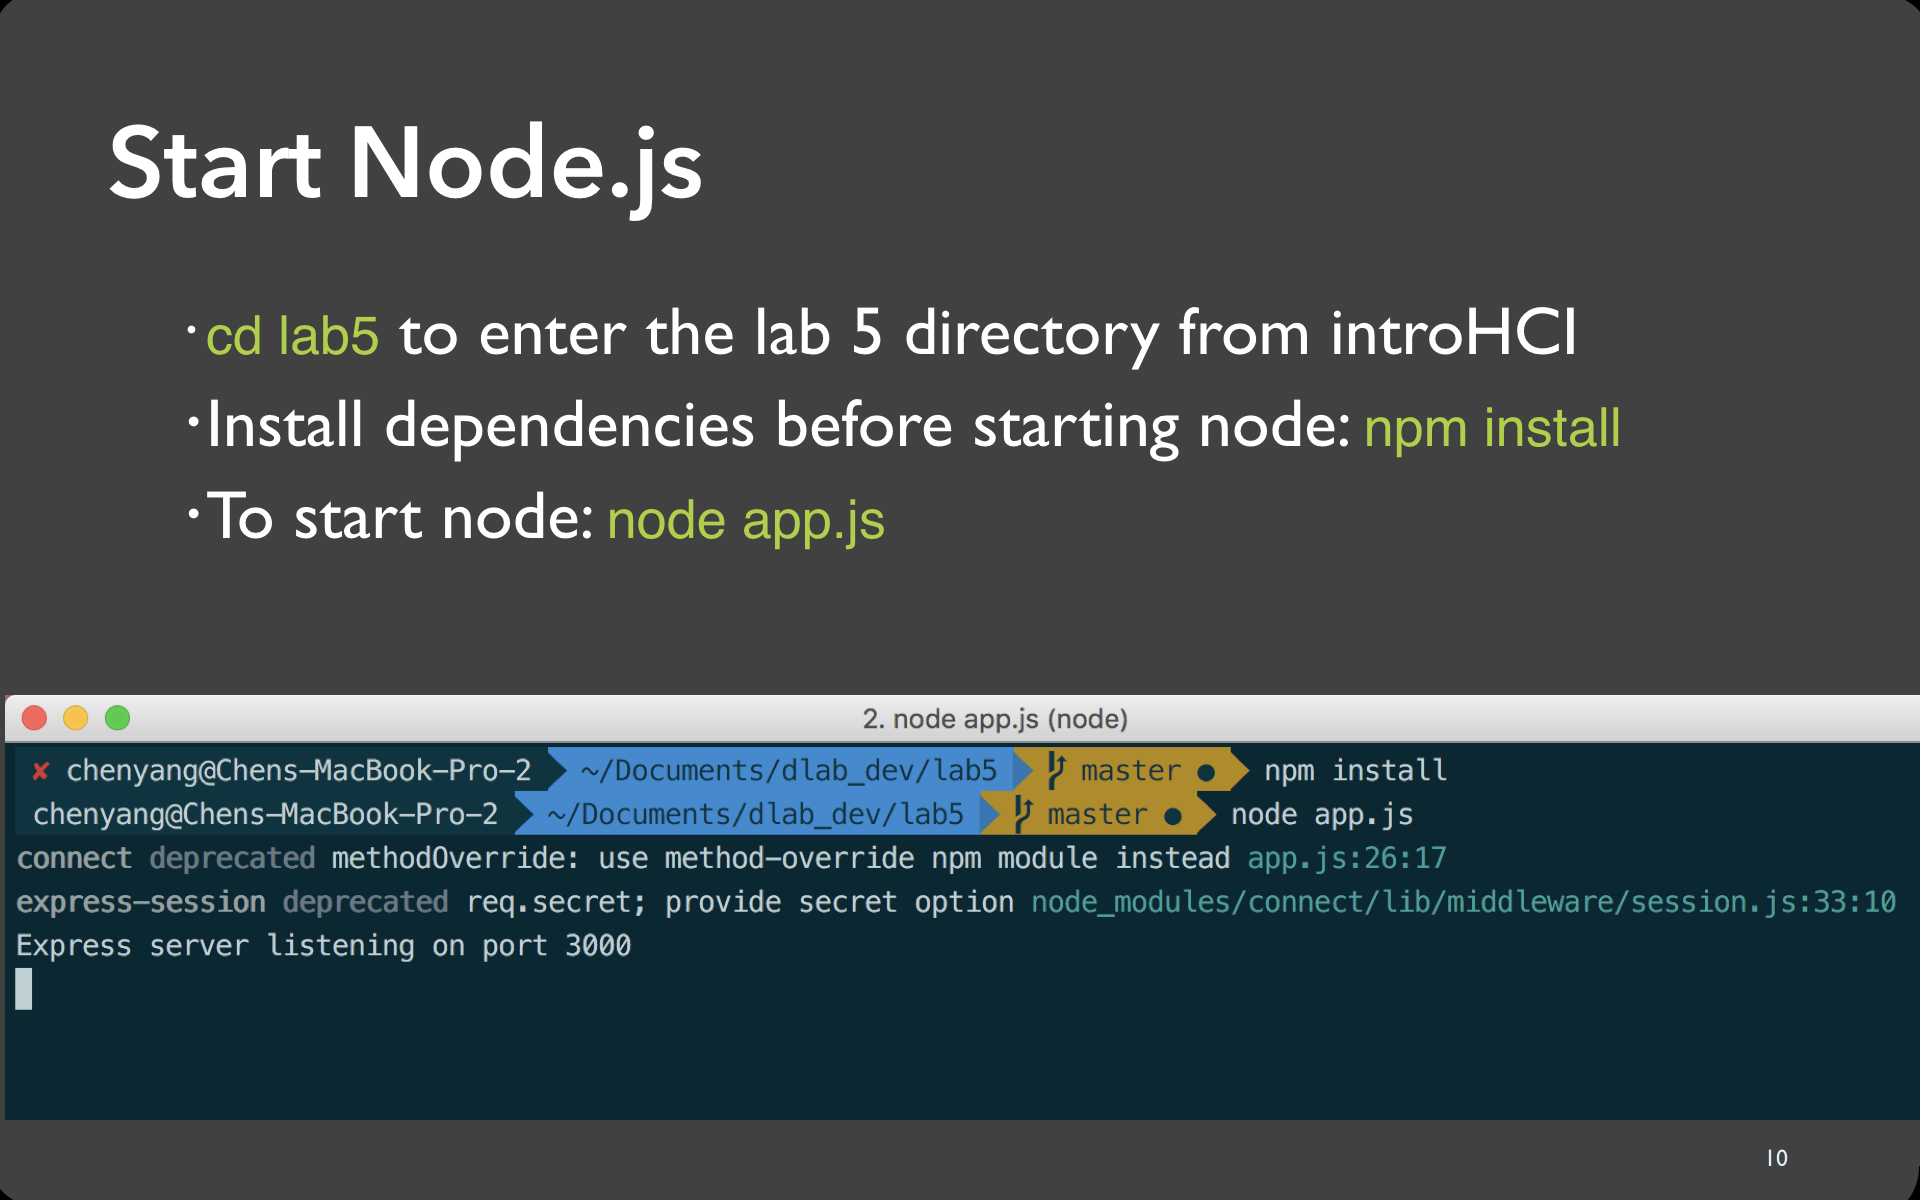 Start Node.js
· cd lab5 to enter the lab 5 directory from introHCI
· Install dependencies before starting node: npm install
· To start node: node app.js
2. node app.js (node)
✘ chenyang@Chens-MacBook-Pro-2 ~/Documents/dlab_dev/lab5 master ● npm install
chenyang@Chens-MacBook-Pro-2 ~/Documents/dlab_dev/lab5 master ● node app.js
connect deprecated methodOverride: use method-override npm module instead app.js:26:17
express-session deprecated req.secret; provide secret option node_modules/connect/lib/middleware/session.js:33:10
Express server listening on port 3000
10